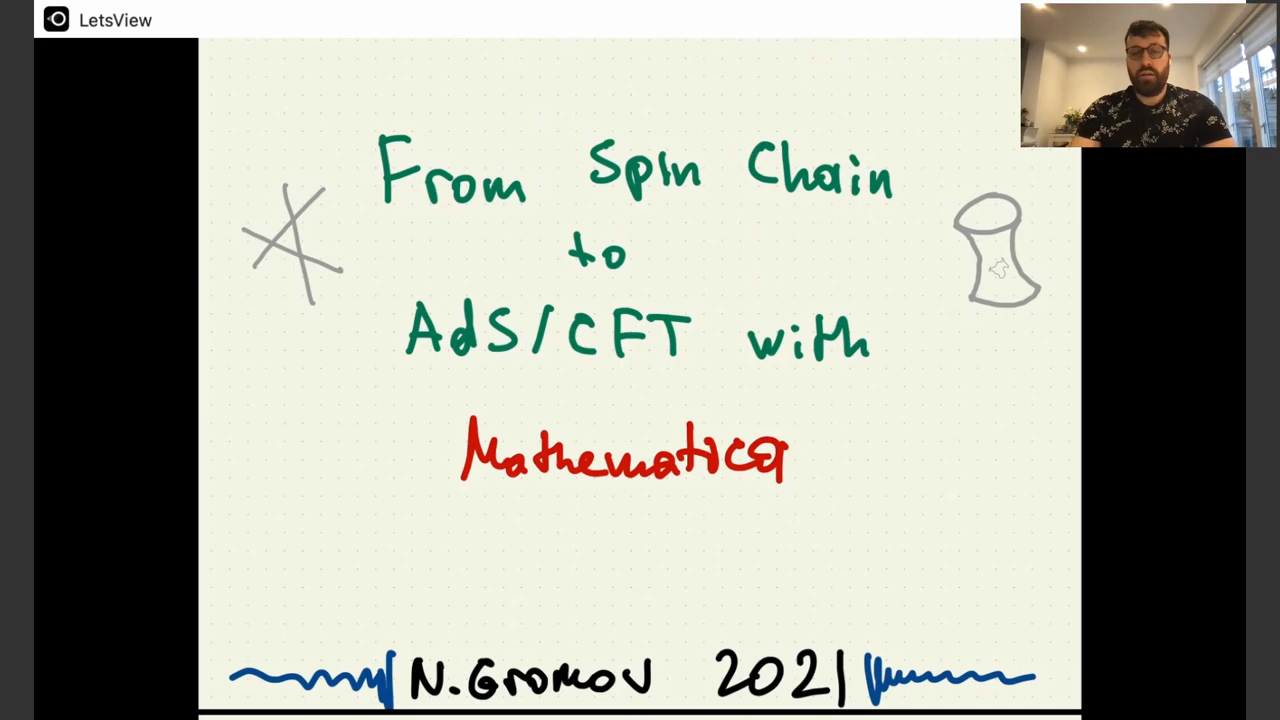 LetsView
From Spin Chain
to
AdS/CFT with
Mathematica
N. Gromov 2021